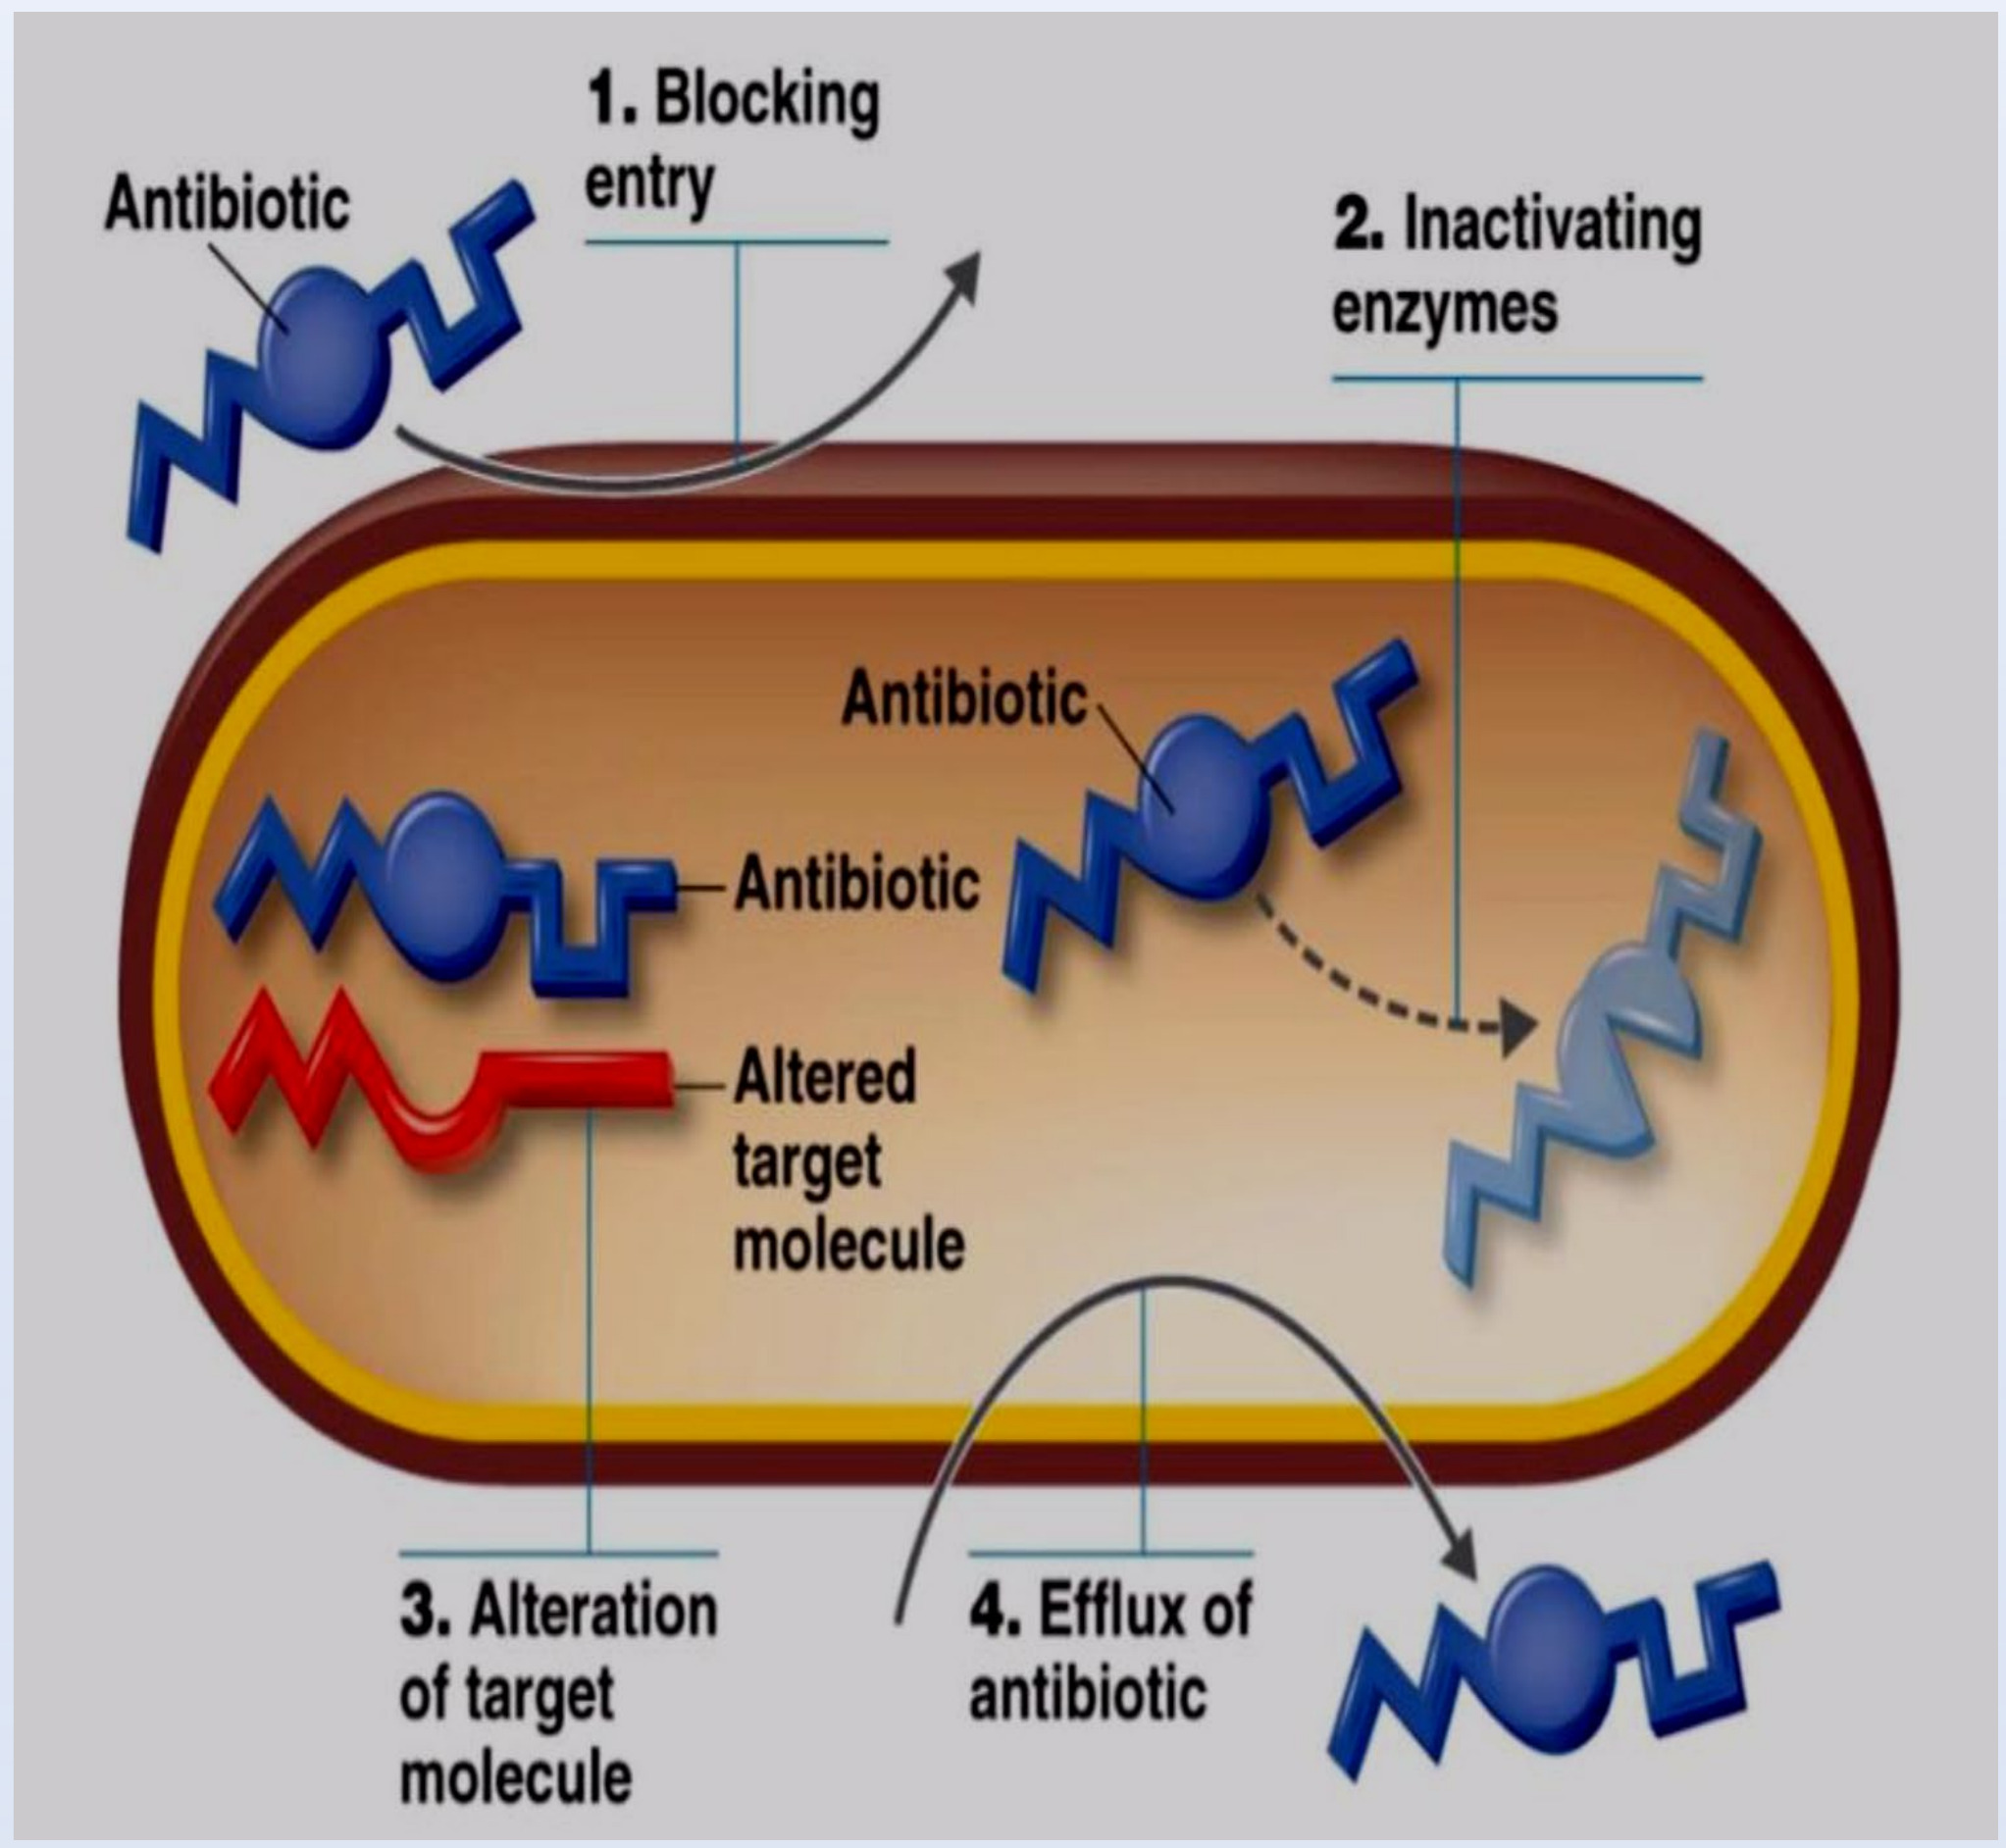 1. Blocking
entry
Antibiotic
2. Inactivating
enzymes
Antibiotic
Antibiotic
Altered
target
molecule
3. Alteration
of target
molecule
4. Efflux of
antibiotic